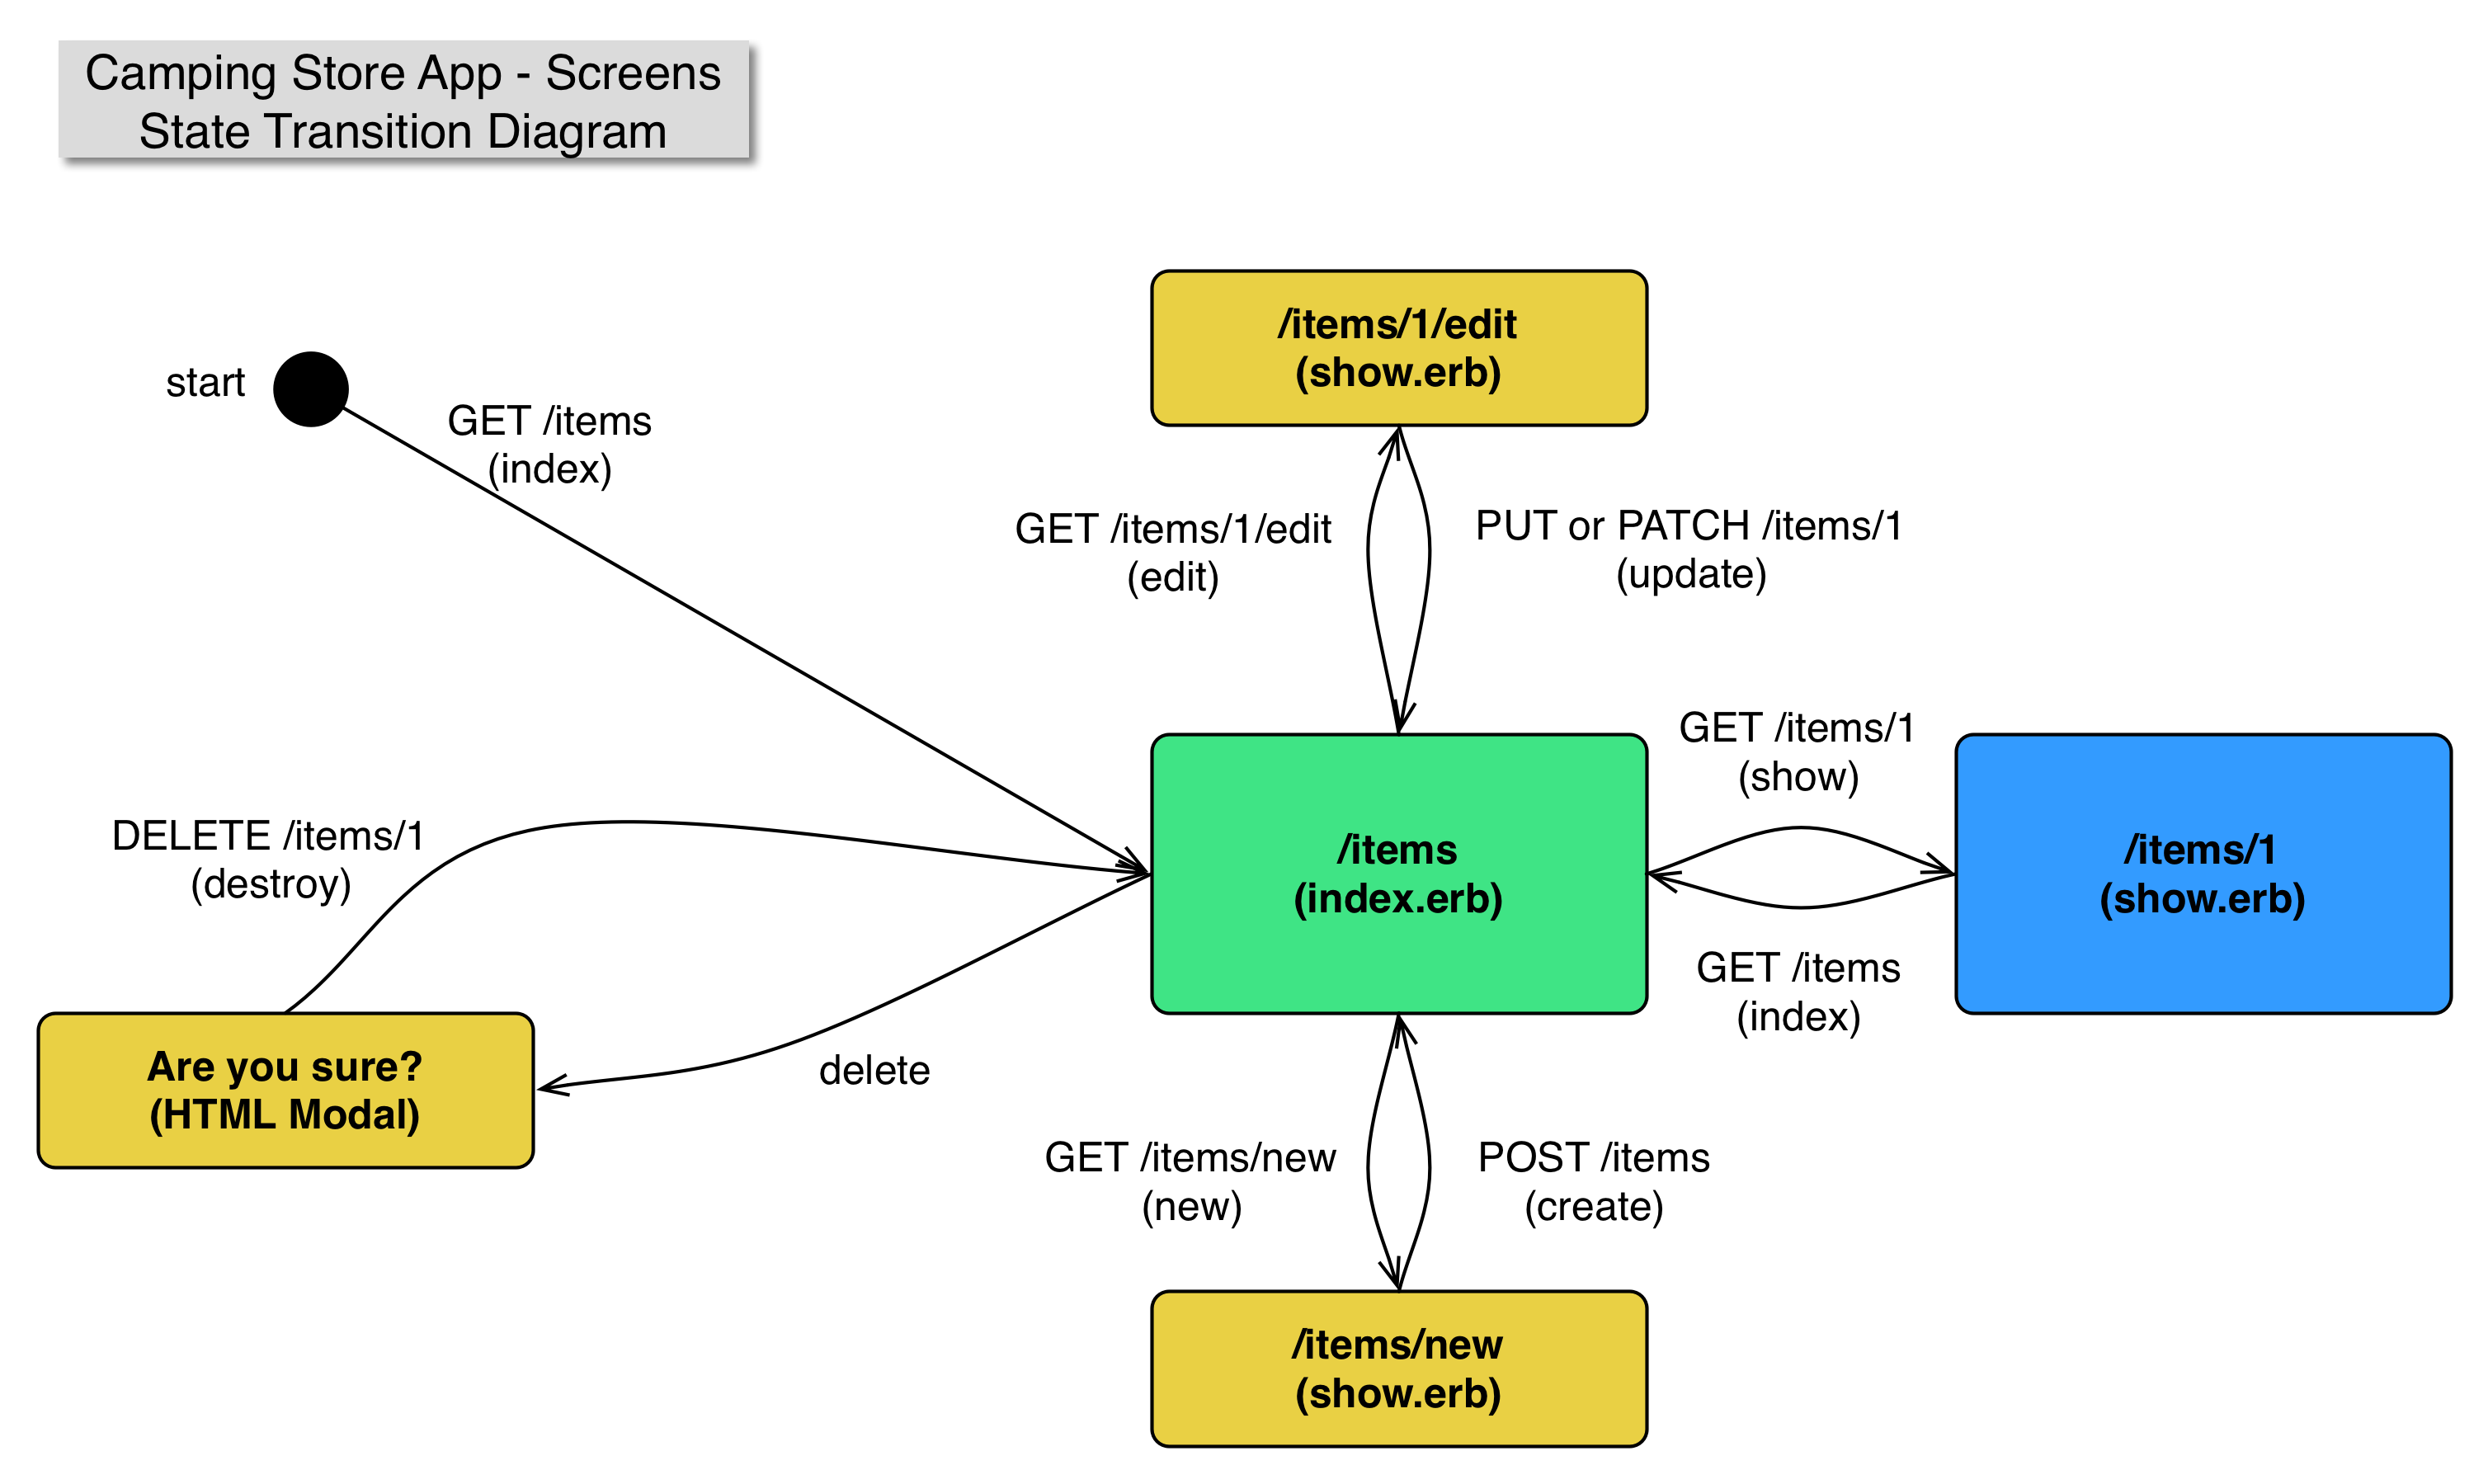 Camping Store App - Screens
State Transition Diagram
/items/1/edit
(show.erb)
start
GET /items
(index)
GET /items/1/edit
(edit)
PUT or PATCH /items/1
(update)
GET /items/1
(show)
DELETE /items/1
(destroy)
/items
(index.erb)
/items/1
(show.erb)
GET /items
(index)
Are you sure?
(HTML Modal)
delete
GET /items/new
(new)
POST /items
(create)
/items/new
(show.erb)